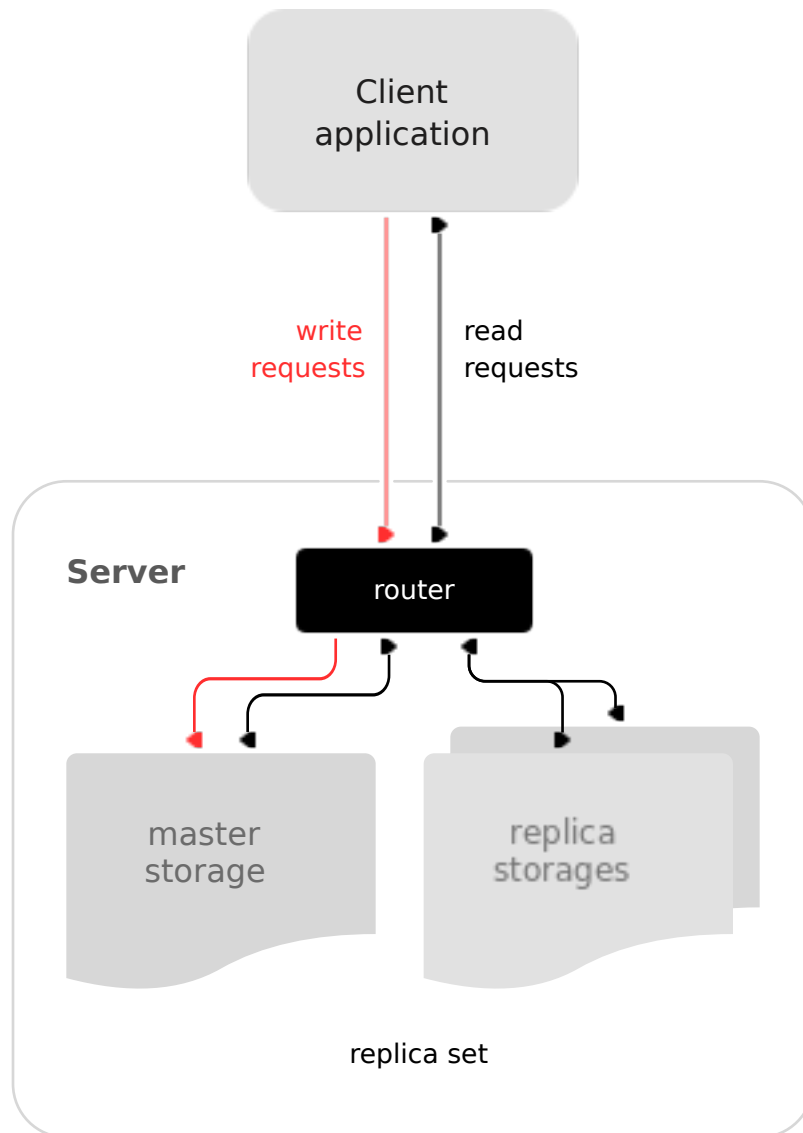 Client
application
write
requests
read
requests
Server
router
master
storage
replica
storages
replica set